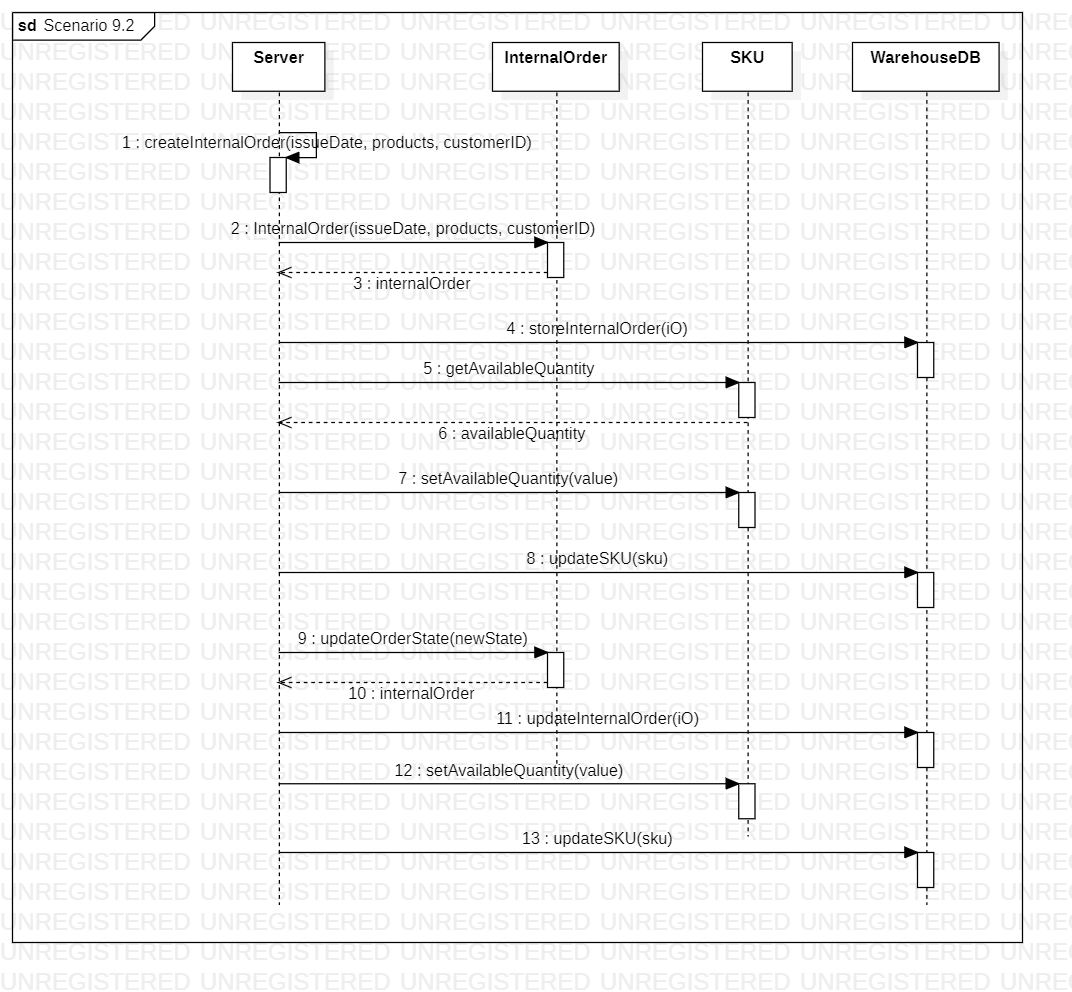 sd Scenario 9.2
Server
InternalOrder
SKU
WarehouseDB
1 : createInternalOrder(issueDate, products, customerID)
2 : InternalOrder(issueDate, products, customerID)
3 : internalOrder
4 : storeInternalOrder(iO)
5 : getAvailableQuantity
6 : availableQuantity
7 : setAvailableQuantity(value)
8 : updateSKU(sku)
9 : updateOrderState(newState)
10 : internalOrder
11 : updateInternalOrder(iO)
12 : setAvailableQuantity(value)
13 : updateSKU(sku)
UNREGISTERED UNREGISTERED UNREGISTERED UNREGISTERED UNREGISTERED